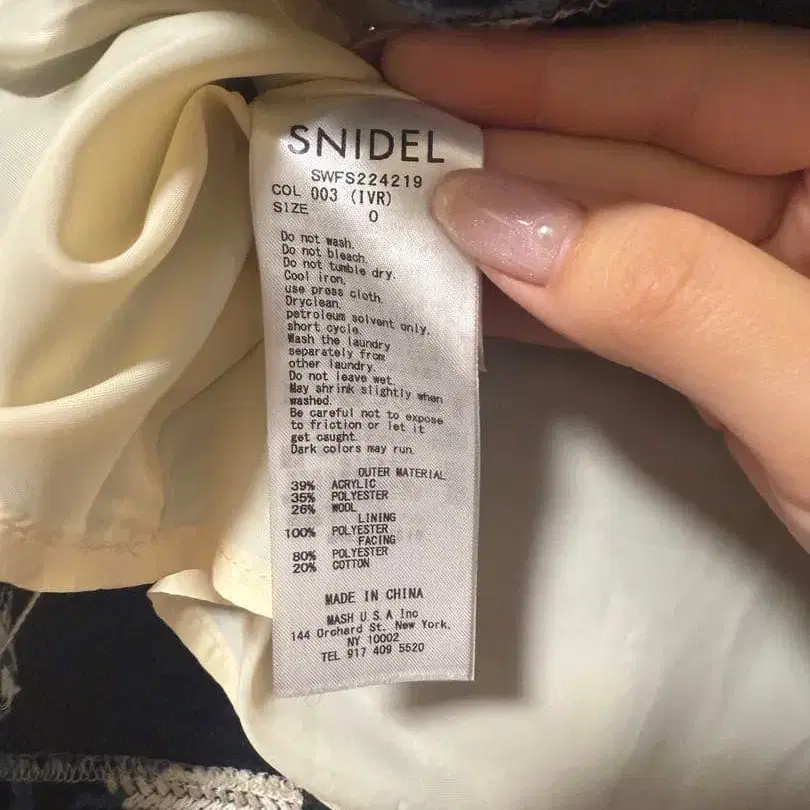 SNIDEL
SWFS224219
COL 003 (IVR)
SIZE 0
Do not wash.
Do not bleach.
Do not tumble dry.
Cool iron,
use press cloth.
Dryclean,
petroleum solvent only,
short cycle.
Wash the laundry
separately from
other laundry.
Do not leave wet.
May shrink slightly when
washed.
Be careful not to expose
to friction or let it
get caught.
Dark colors may run.
OUTER MATERIAL
39% ACRYLIC
35% POLYESTER
26% WOOL
LINING
100% POLYESTER
FACING
80% POLYESTER
20% COTTON
MADE IN CHINA
MASH U.S.A Inc
144 Orchard St. New York,
NY 10002
TEL 917 409 5520